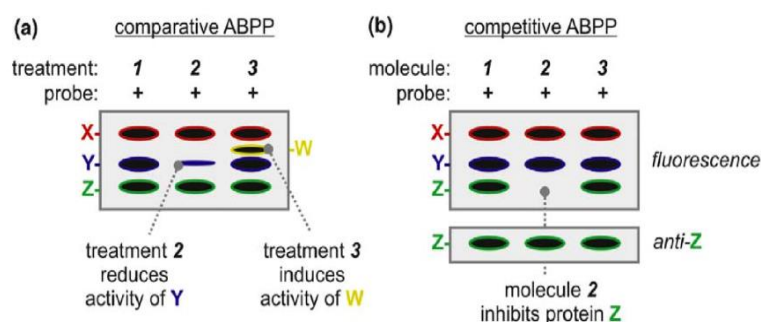 (a) comparative ABPP
treatment: 1 2 3
probe: + + +
X-
-W
Y-
Z-
treatment 2
reduces
activity of Y
treatment 3
induces
activity of W
(b) competitive ABPP
molecule: 1 2 3
probe: + + +
X-
Y-
fluorescence
Z-
Z-
anti-Z
molecule 2
inhibits protein Z